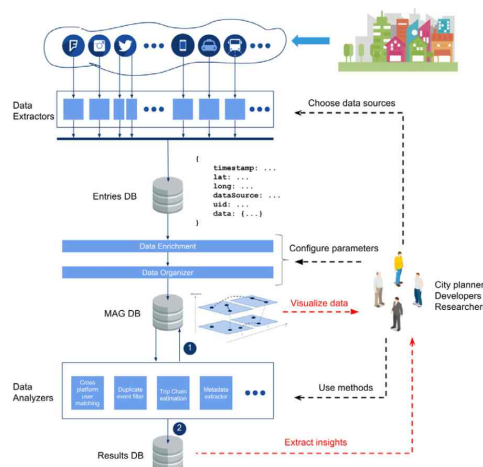 Choose data sources
Data
Extractors
{
timestamp: ...
lat: ...
long: ...
dataSource: ...
uid: ...
data: {...}
}
Entries DB
Data Enrichment
Configure parameters
Data Organizer
City planner
Developers
Researcher
Visualize data
MAG DB
1
Data
Analyzers
Cross
platform
user
matching
Duplicate
event filter
Trip Chain
estimation
Metadata
extractor
Use methods
2
Extract insights
Results DB